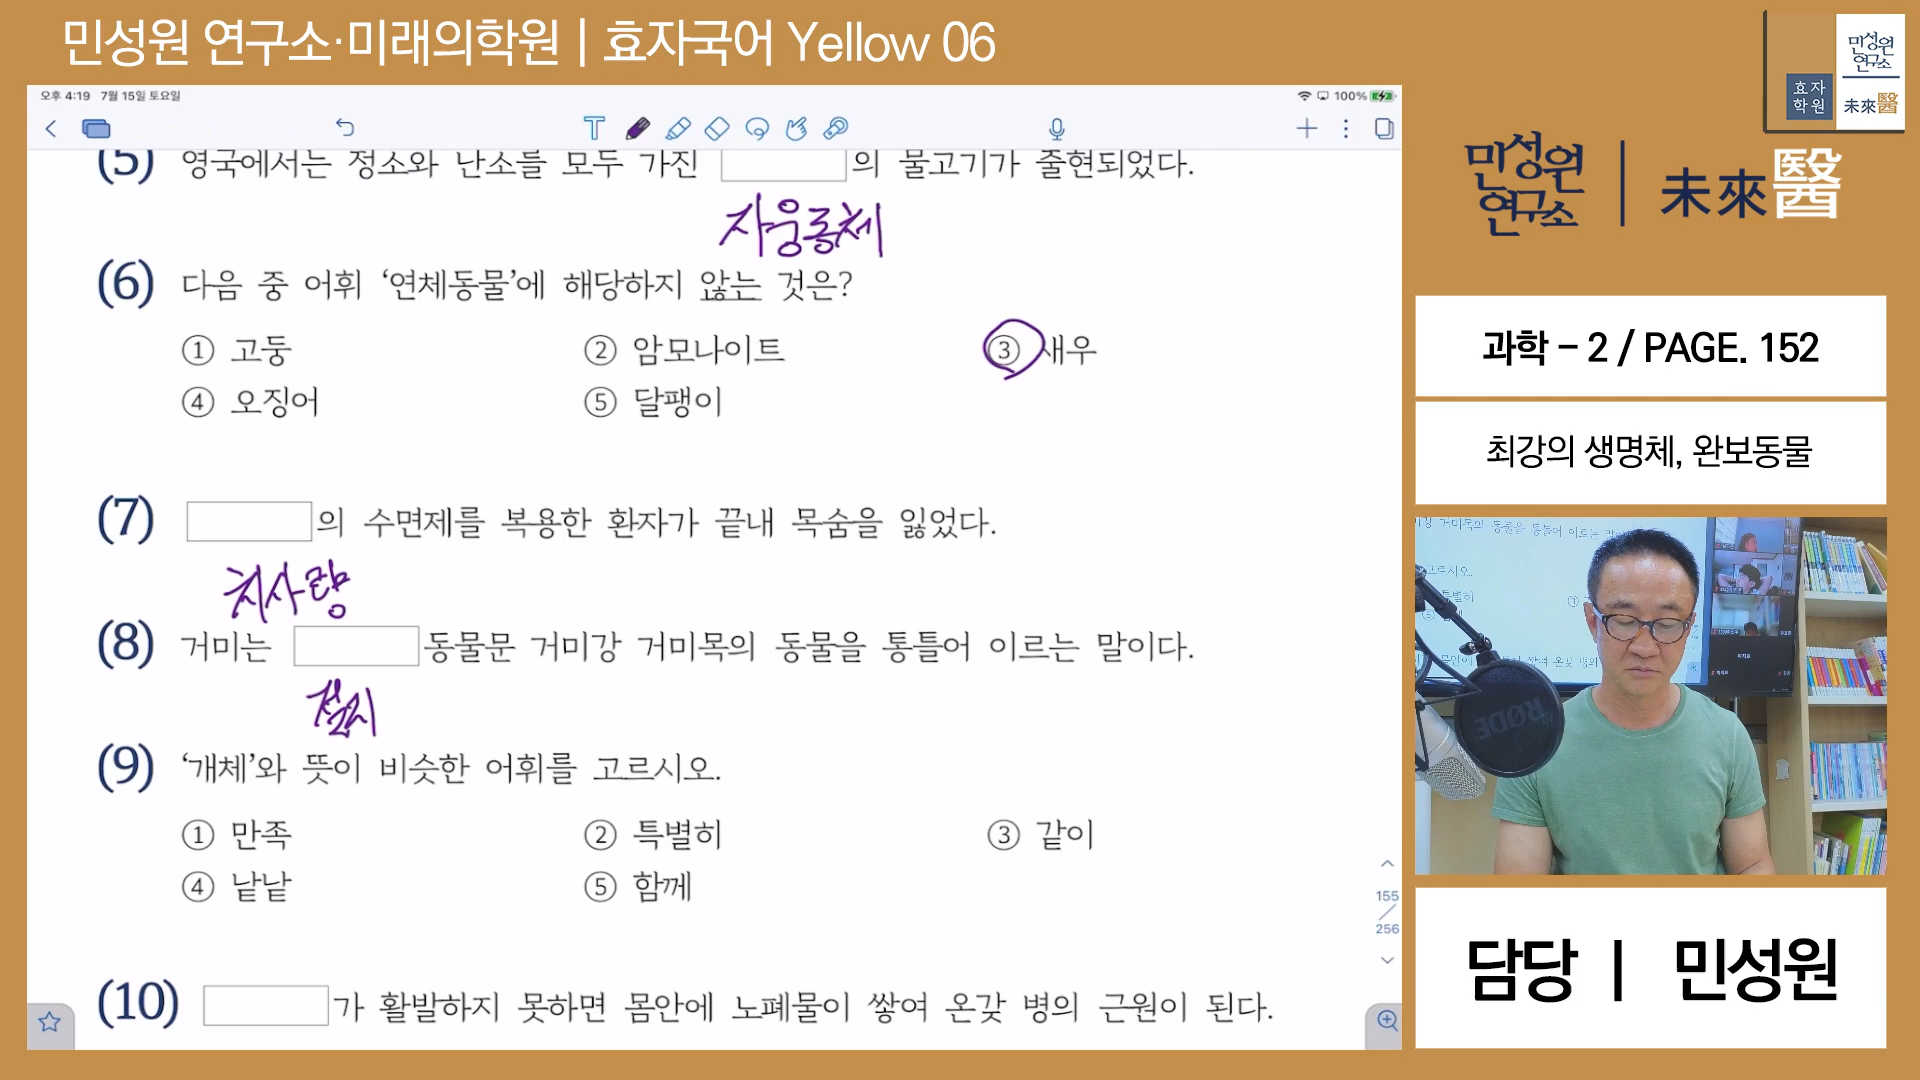 민성원 연구소·미래의학원 | 효자국어 Yellow 06
민성원
연구소
효자
학원
未來醫
오후 4:19 7월 15일 토요일
100%
(5) 영국에서는 정소와 난소를 모두 가진 의 물고기가 출현되었다.
자웅동체
(6) 다음 중 어휘 ‘연체동물’에 해당하지 않는 것은?
① 고둥 ② 암모나이트 ③ 새우
④ 오징어 ⑤ 달팽이
(7) 의 수면제를 복용한 환자가 끝내 목숨을 잃었다.
치사량
(8) 거미는 동물문 거미강 거미목의 동물을 통틀어 이르는 말이다.
절지
(9) ‘개체’와 뜻이 비슷한 어휘를 고르시오.
① 만족 ② 특별히 ③ 같이
④ 낱낱 ⑤ 함께
(10) 가 활발하지 못하면 몸안에 노폐물이 쌓여 온갖 병의 근원이 된다.
155
256
민성원
연구소
未來醫
과학 – 2 / PAGE. 152
최강의 생명체, 완보동물
RØDE
담당 | 민성원